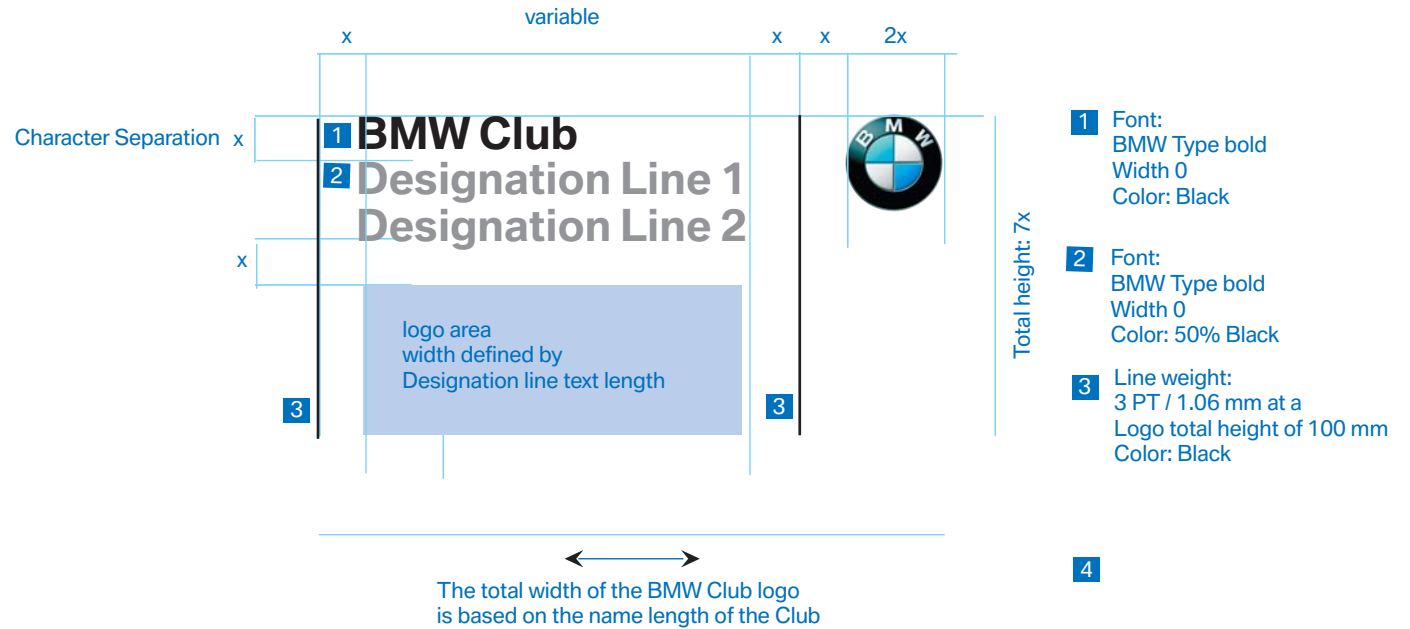 variable
x
x
x
2x
Character Separation x
1 BMW Club
2 Designation Line 1
Designation Line 2
x
logo area
width defined by
Designation line text length
3
3
BMW
Total height: 7x
1 Font:
BMW Type bold
Width 0
Color: Black
2 Font:
BMW Type bold
Width 0
Color: 50% Black
3 Line weight:
3 PT / 1.06 mm at a
Logo total height of 100 mm
Color: Black
4
The total width of the BMW Club logo
is based on the name length of the Club